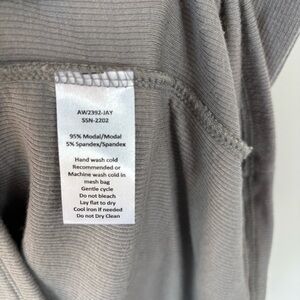 AW2392-JAY
SSN-2202
95% Modal/Modal
5% Spandex/Spandex
Hand wash cold
Recommended or
Machine wash cold in
mesh bag
Gentle cycle
Do not bleach
Lay flat to dry
Cool iron if needed
Do not Dry Clean